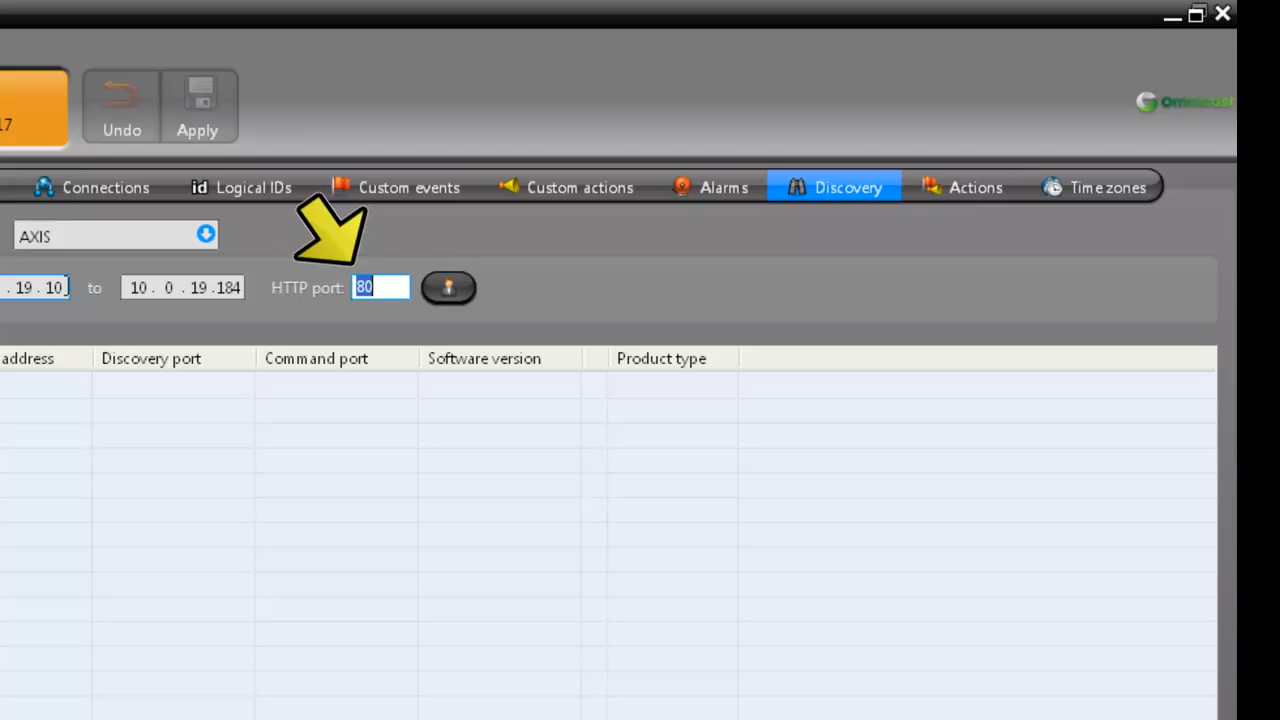 17
Undo
Apply
Omnicast
Connections
id Logical IDs
Custom events
Custom actions
Alarms
Discovery
Actions
Time zones
AXIS
. 19 . 10
to
10 . 0 . 19 . 184
HTTP port:
80
address
Discovery port
Command port
Software version
Product type